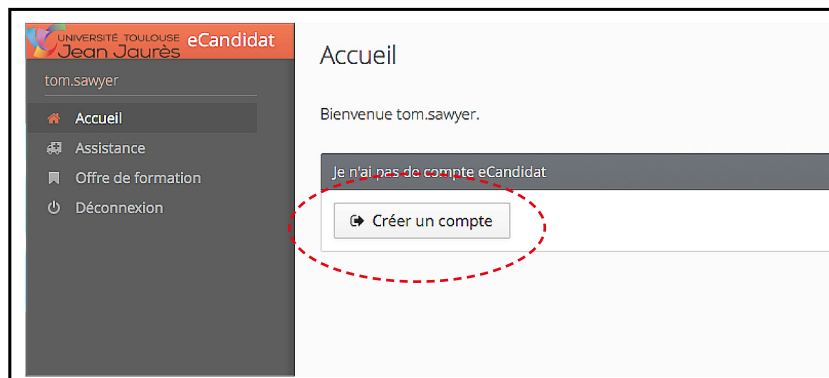 UNIVERSITÉ TOULOUSE
Jean Jaurès
eCandidat
tom.sawyer
Accueil
Assistance
Offre de formation
Déconnexion
Accueil
Bienvenue tom.sawyer.
Je n'ai pas de compte eCandidat
Créer un compte